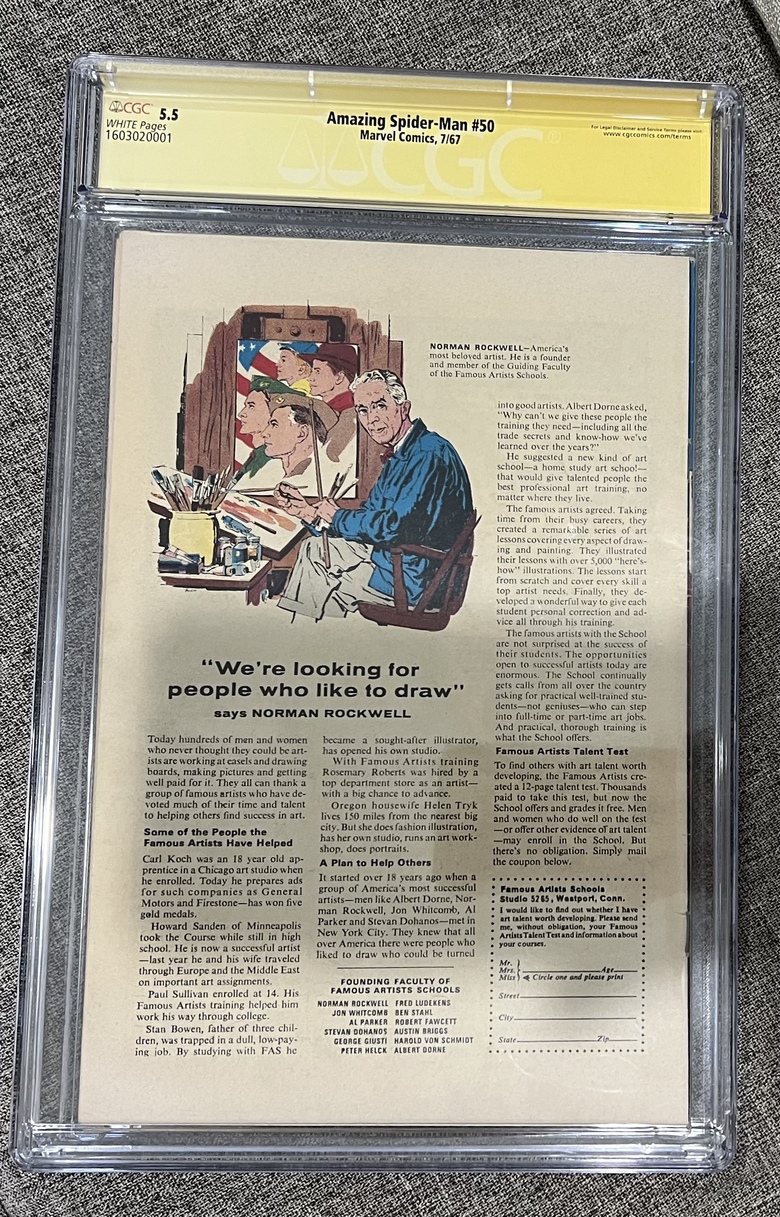 CGC 5.5
WHITE Pages
1603020001
Amazing Spider-Man #50
Marvel Comics, 7/67
For Legal Disclaimer and Service Terms please visit:
www.cgccomics.com/terms
CGC
NORMAN ROCKWELL—America's
most beloved artist. He is a founder
and member of the Guiding Faculty
of the Famous Artists Schools.
"We're looking for
people who like to draw"
says NORMAN ROCKWELL
Today hundreds of men and women
who never thought they could be art-
ists are working at easels and drawing
boards, making pictures and getting
well paid for it. They all can thank a
group of famous artists who have de-
voted much of their time and talent
to helping others find success in art.
Some of the People the
Famous Artists Have Helped
Carl Koch was an 18 year old ap-
prentice in a Chicago art studio when
he enrolled. Today he prepares ads
for such companies as General
Motors and Firestone—has won five
gold medals.
Howard Sanden of Minneapolis
took the Course while still in high
school. He is now a successful artist
—last year he and his wife traveled
through Europe and the Middle East
on important art assignments.
Paul Sullivan enrolled at 14. His
Famous Artists training helped him
work his way through college.
Stan Bowen, father of three chil-
dren, was trapped in a dull, low-pay-
ing job. By studying with FAS he
became a sought-after illustrator,
has opened his own studio.
With Famous Artists training
Rosemary Roberts was hired by a
top department store as an artist—
with a big chance to advance.
Oregon housewife Helen Tryk
lives 150 miles from the nearest big
city. But she does fashion illustration,
has her own studio, runs an art work-
shop, does portraits.
A Plan to Help Others
It started over 18 years ago when a
group of America's most successful
artists—men like Albert Dorne, Nor-
man Rockwell, Jon Whitcomb, Al
Parker and Stevan Dohanos—met in
New York City. They knew that all
over America there were people who
liked to draw who could be turned
into good artists. Albert Dorne asked,
"Why can't we give these people the
training they need—including all the
trade secrets and know-how we've
learned over the years?"
He suggested a new kind of art
school—a home study art school—
that would give talented people the
best professional art training, no
matter where they live.
The famous artists agreed. Taking
time from their busy careers, they
created a remarkable series of art
lessons covering every aspect of draw-
ing and painting. They illustrated
their lessons with over 5,000 "here's-
how" illustrations. The lessons start
from scratch and cover every skill a
top artist needs. Finally, they de-
veloped a wonderful way to give each
student personal correction and ad-
vice all through his training.
The famous artists with the School
are not surprised at the success of
their students. The opportunities
open to successful artists today are
enormous. The School continually
gets calls from all over the country
asking for practical well-trained stu-
dents—not geniuses—who can step
into full-time or part-time art jobs.
And practical, thorough training is
what the School offers.
Famous Artists Talent Test
To find others with art talent worth
developing, the Famous Artists cre-
ated a 12-page talent test. Thousands
paid to take this test, but now the
School offers and grades it free. Men
and women who do well on the test
—or offer other evidence of art talent
—may enroll in the School. But
there's no obligation. Simply mail
the coupon below.
FOUNDING FACULTY OF
FAMOUS ARTISTS SCHOOLS
NORMAN ROCKWELL FRED LUDEKENS
JON WHITCOMB BEN STAHL
AL PARKER ROBERT FAWCETT
STEVAN DOHANOS AUSTIN BRIGGS
GEORGE GIUSTI HAROLD VON SCHMIDT
PETER HELCK ALBERT DORNE
Famous Artists Schools
Studio 5265, Westport, Conn.
I would like to find out whether I have
art talent worth developing. Please send
me, without obligation, your Famous
Artists Talent Test and information about
your courses.
Mr.
Mrs. Age
Miss Circle one and please print
Street
City
State Zip